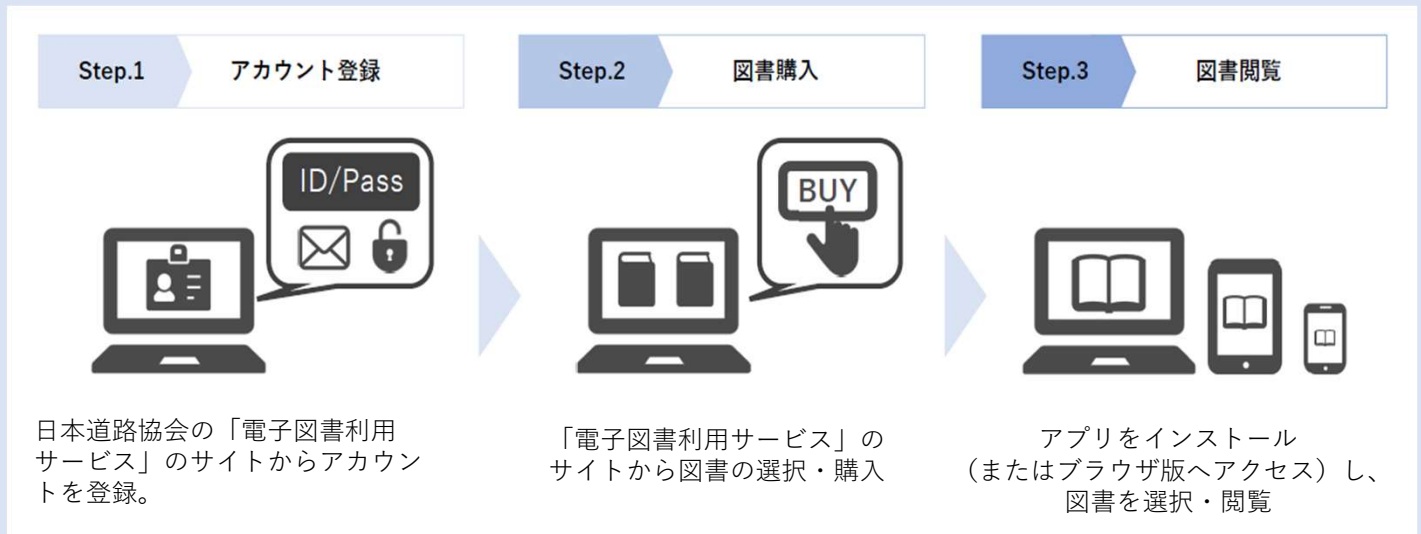 Step.1 アカウント登録
Step.2 図書購入
Step.3 図書閲覧
ID/Pass
BUY
日本道路協会の「電子図書利用
サービス」のサイトからアカウン
トを登録。
「電子図書利用サービス」の
サイトから図書の選択・購入
アプリをインストール
（またはブラウザ版へアクセス）し、
図書を選択・閲覧